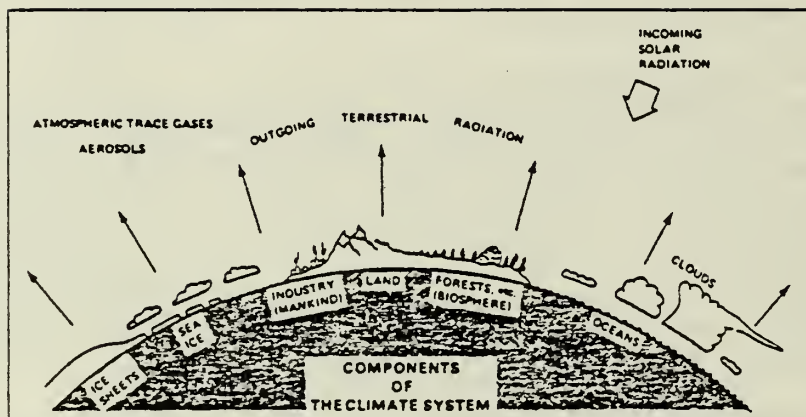 INCOMING
SOLAR
RADIATION
ATMOSPHERIC TRACE GASES
AEROSOLS
OUTGOING TERRESTRIAL RADIATION
CLOUDS
ICE
SHEETS
SEA
ICE
INDUSTRY
(MANKIND)
LAND
FORESTS, etc.
(BIOSPHERE)
OCEANS
COMPONENTS
OF
THE CLIMATE SYSTEM